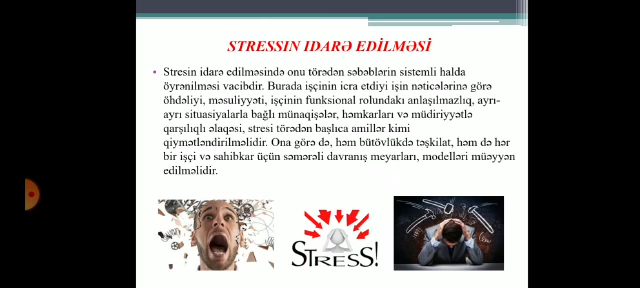 STRESSIN IDARƏ EDİLMƏSİ
• Stresin idarə edilməsində onu törədən səbəblərin sistemli halda
öyrənilməsi vacibdir. Burada işçinin icra etdiyi işin nəticələrinə görə
öhdəliyi, məsuliyyəti, işçinin funksional rolundakı anlaşılmazlıq, ayrı-
ayrı situasiyalarla bağlı münaqişələr, həmkarları və müdiriyyətlə
qarşılıqlı əlaqəsi, stresi törədən başlıca amillər kimi
qiymətləndirilməlidir. Ona görə də, həm bütövlükdə təşkilat, həm də hər
bir işçi və sahibkar üçün səmərəli davranış meyarları, modelləri müəyyən
edilməlidir.
STRESS!